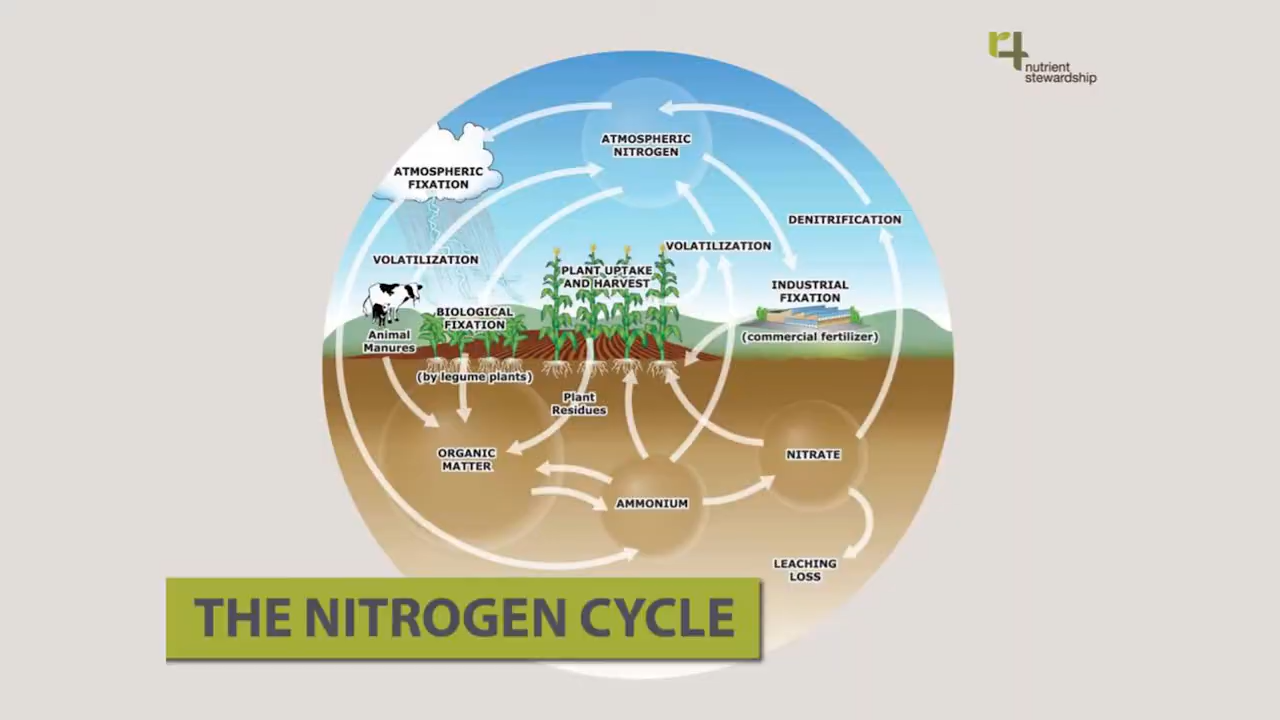 r4
nutrient
stewardship
ATMOSPHERIC
NITROGEN
ATMOSPHERIC
FIXATION
DENITRIFICATION
VOLATILIZATION
VOLATILIZATION
PLANT UPTAKE
AND HARVEST
INDUSTRIAL
FIXATION
(commercial fertilizer)
BIOLOGICAL
FIXATION
Animal
Manures
(by legume plants)
Plant
Residues
ORGANIC
MATTER
NITRATE
AMMONIUM
LEACHING
LOSS
THE NITROGEN CYCLE